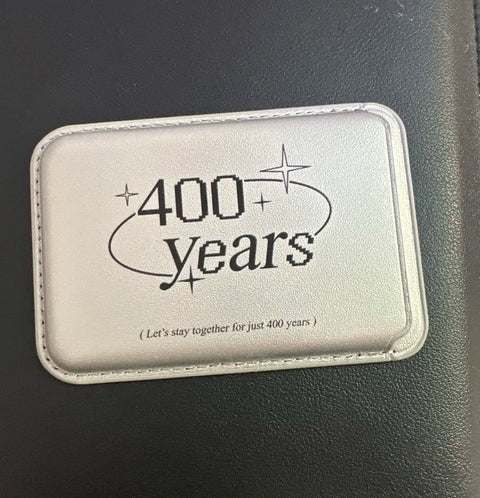 400
years
( Let's stay together for just 400 years )